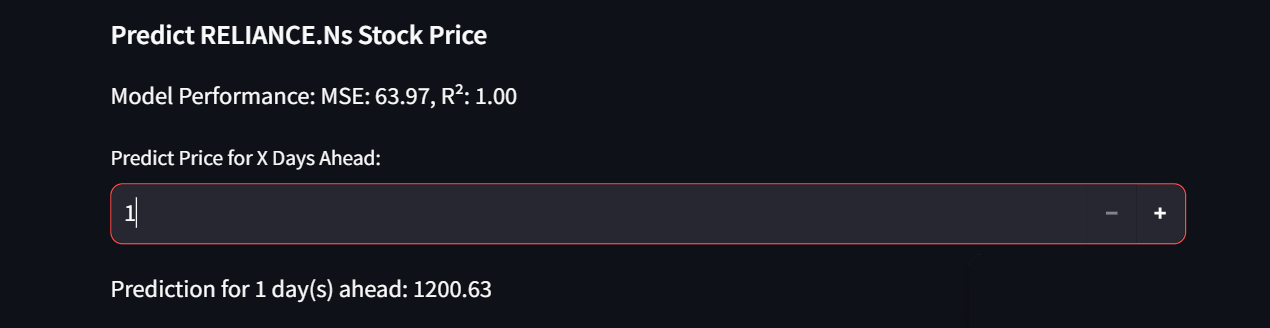 Predict RELIANCE.Ns Stock Price
Model Performance: MSE: 63.97, R²: 1.00
Predict Price for X Days Ahead:
1
Prediction for 1 day(s) ahead: 1200.63